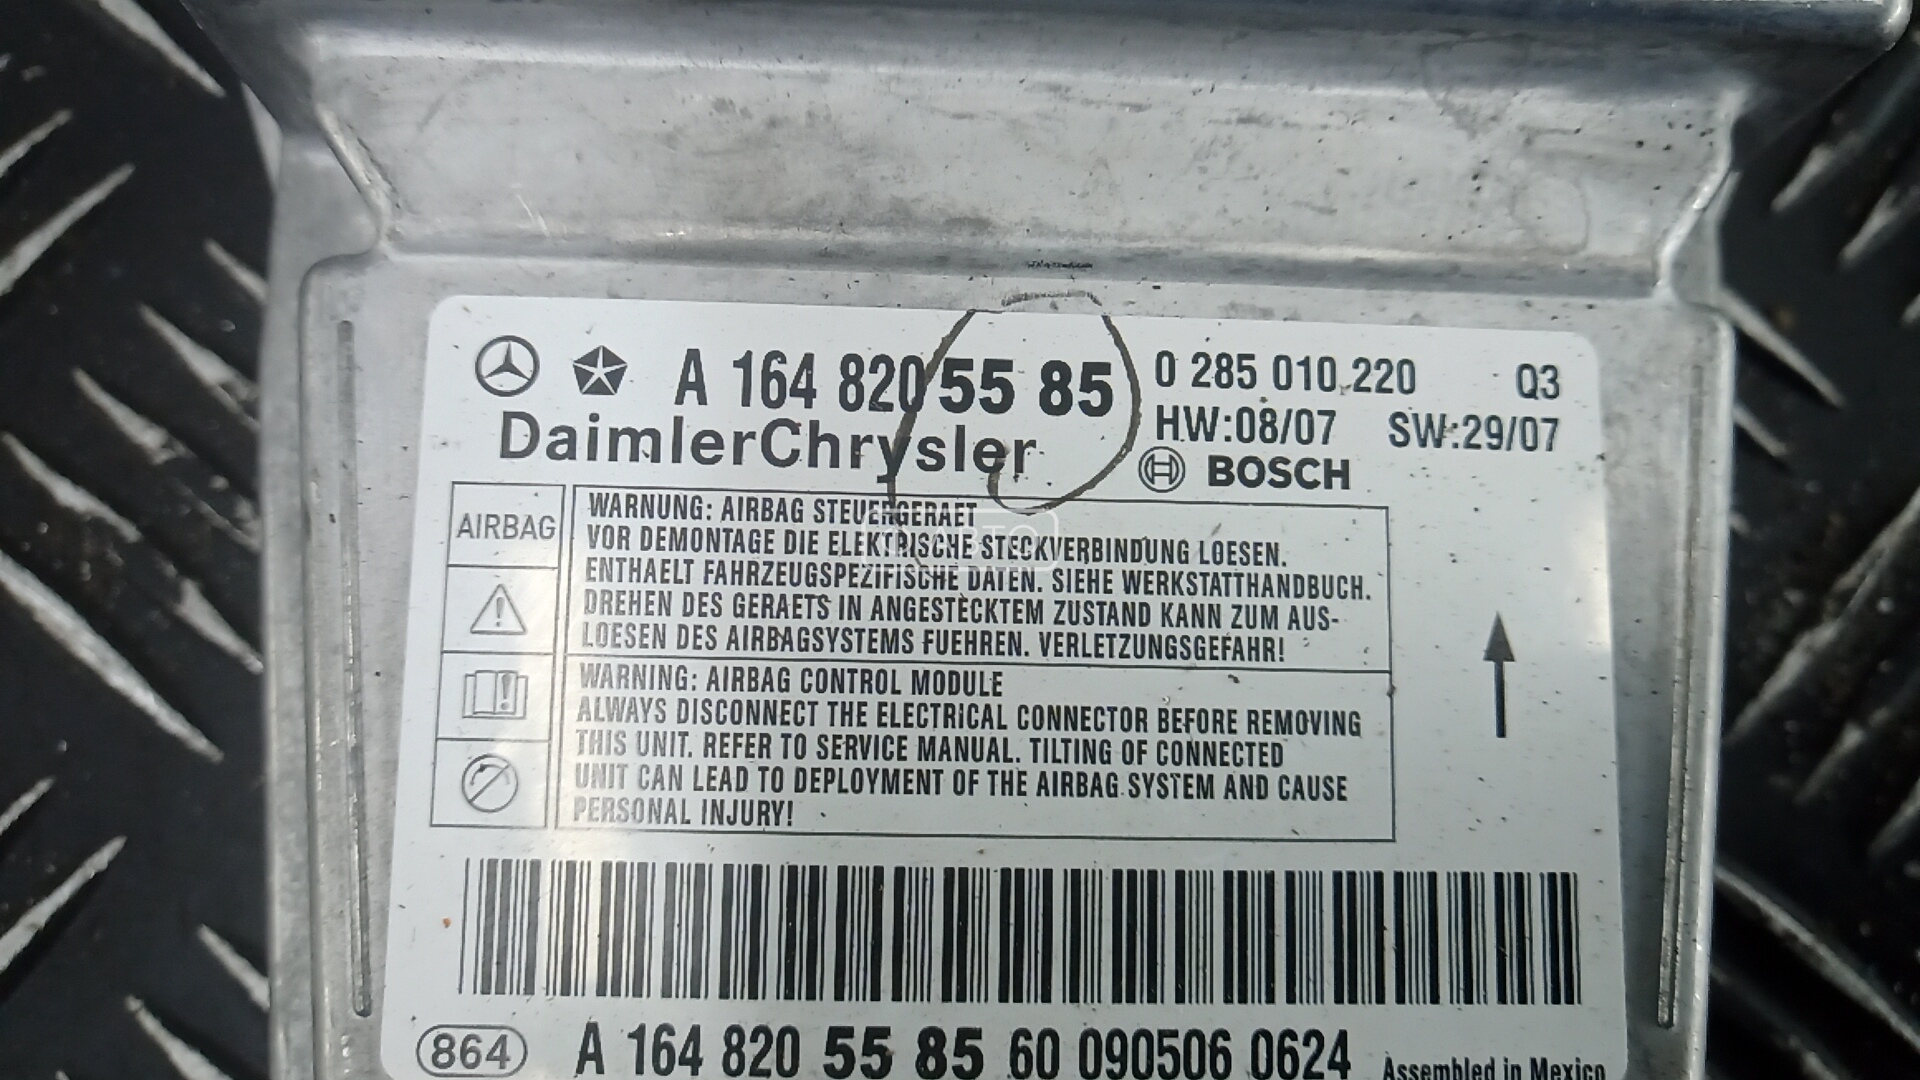 A 164 820 55 85
0 285 010 220 Q3
DaimlerChrysler
HW:08/07 SW:29/07
BOSCH
AIRBAG
WARNUNG: AIRBAG STEUERGERAET
VOR DEMONTAGE DIE ELEKTRISCHE STECKVERBINDUNG LOESEN.
ENTHAELT FAHRZEUGSPEZIFISCHE DATEN. SIEHE WERKSTATTHANDBUCH.
DREHEN DES GERAETS IN ANGESTECKTEM ZUSTAND KANN ZUM AUS-
LOESEN DES AIRBAGSYSTEMS FUEHREN. VERLETZUNGSGEFAHR!
WARNING: AIRBAG CONTROL MODULE
ALWAYS DISCONNECT THE ELECTRICAL CONNECTOR BEFORE REMOVING
THIS UNIT. REFER TO SERVICE MANUAL. TILTING OF CONNECTED
UNIT CAN LEAD TO DEPLOYMENT OF THE AIRBAG SYSTEM AND CAUSE
PERSONAL INJURY!
864 A 164 820 55 85 60 090506 0624 Assembled in Mexico